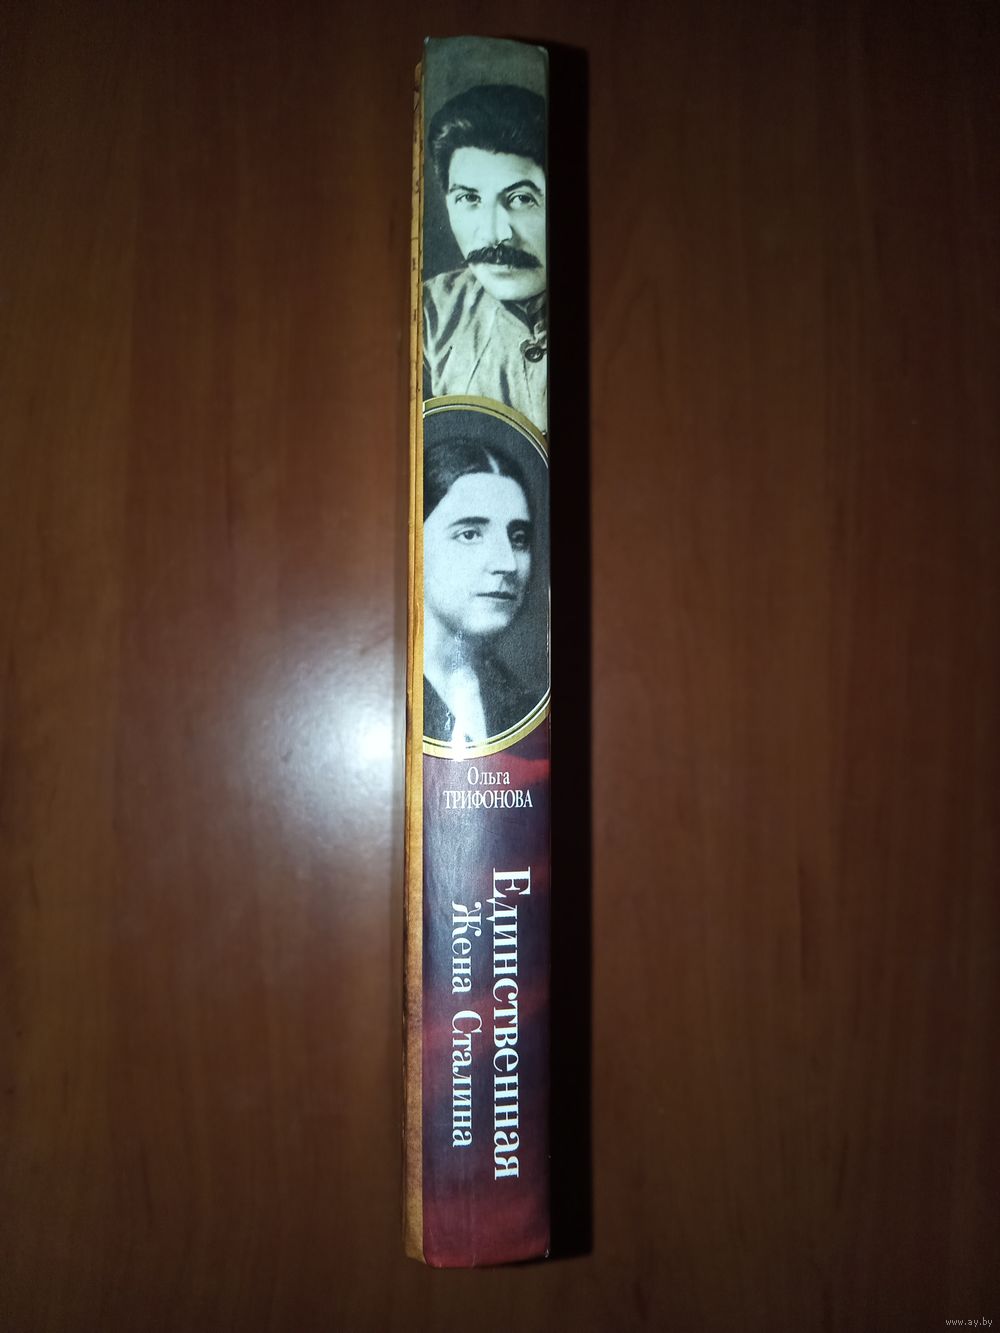 Ольга
ТРИФОНОВА
Единственная
Жена Сталина
www.ay.by